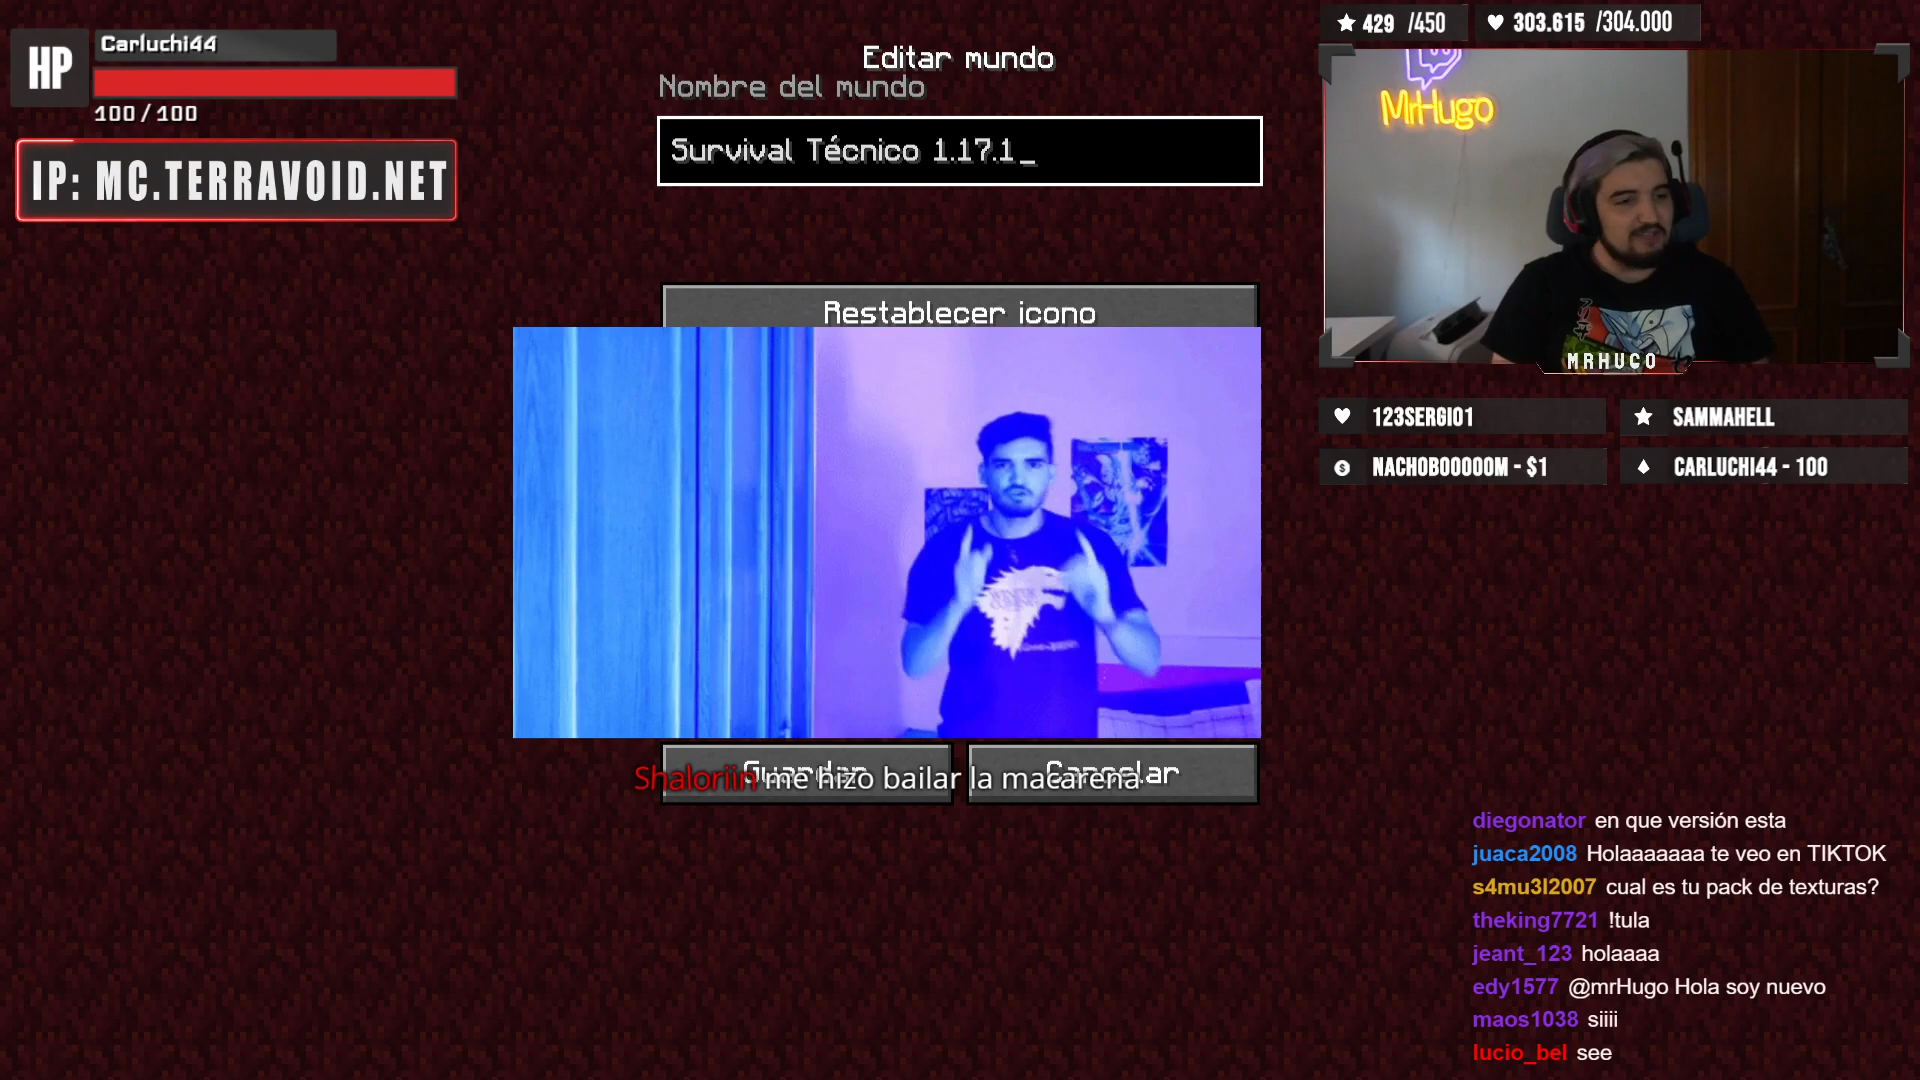 HP
Carluchi44
100 / 100
IP: MC.TERRAVOID.NET
Editar mundo
Nombre del mundo
Survival Técnico 1.17.1_
Restablecer icono
Guardar
Cancelar
Shaloriin me hizo bailar la macarena
429 /450
303.615 /304.000
MrHugo
MRHUGO
123SERGIO1
SAMMAHELL
NACHOBOOOOOM - $1
CARLUCHI44 - 100
diegonator en que versión esta
juaca2008 Holaaaaaaa te veo en TIKTOK
s4mu3l2007 cual es tu pack de texturas?
theking7721 !tula
jeant_123 holaaaa
edy1577 @mrHugo Hola soy nuevo
maos1038 siiii
lucio_bel see